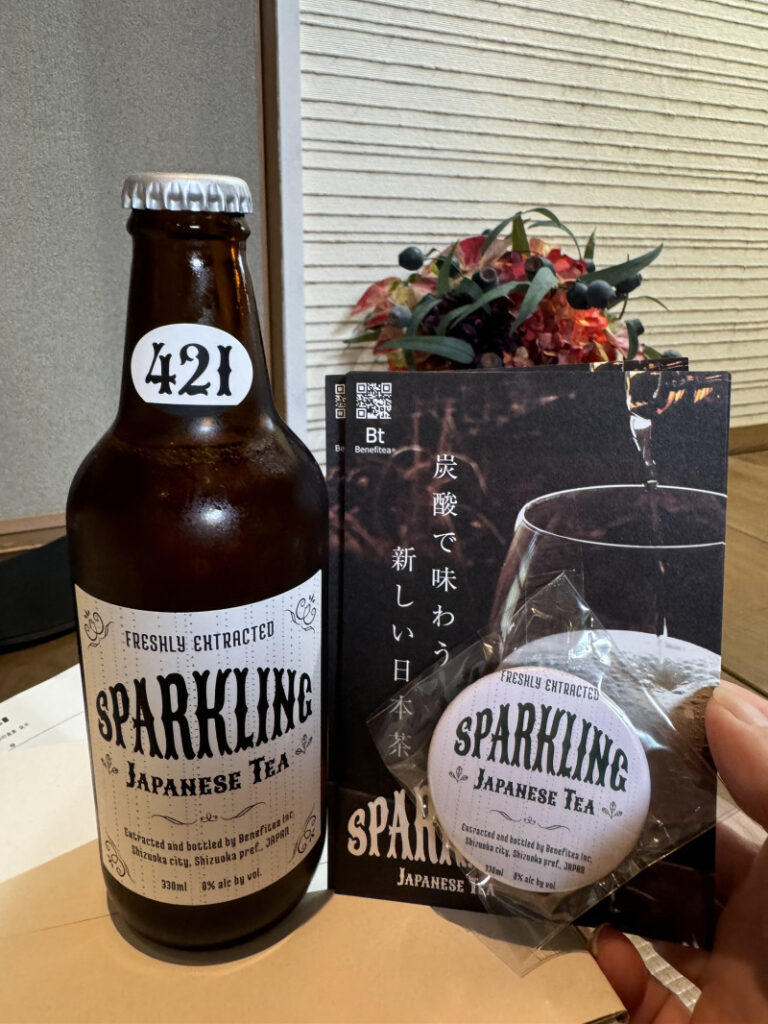 421
FRESHLY EXTRACTED
SPARKLING
JAPANESE TEA
Extracted and bottled by Benefitea Inc.
Shizuoka city, Shizuoka pref., JAPAN
330ml 0% alc by vol.
Be
Bt
Benefitea
炭酸で味わう
新しい日本茶
SPAR
JAPANESE TEA
FRESHLY EXTRACTED
SPARKLING
JAPANESE TEA
Extracted and bottled by Benefitea Inc.
Shizuoka city, Shizuoka pref., JAPAN
330ml 0% alc by vol.